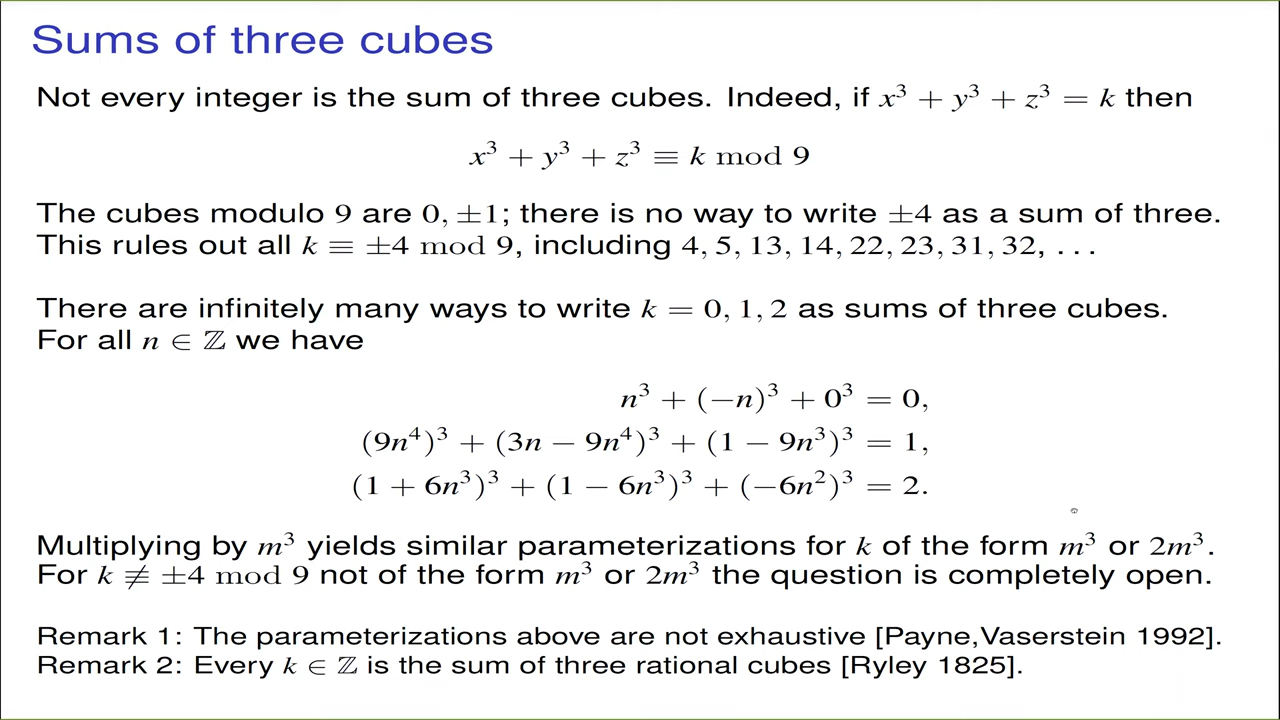 Sums of three cubes
Not every integer is the sum of three cubes. Indeed, if x³ + y³ + z³ = k then
x³ + y³ + z³ ≡ k mod 9
The cubes modulo 9 are 0, ±1; there is no way to write ±4 as a sum of three.
This rules out all k ≡ ±4 mod 9, including 4, 5, 13, 14, 22, 23, 31, 32, . . .
There are infinitely many ways to write k = 0, 1, 2 as sums of three cubes.
For all n ∈ ℤ we have
n³ + (−n)³ + 0³ = 0,
(9n⁴)³ + (3n − 9n⁴)³ + (1 − 9n³)³ = 1,
(1 + 6n³)³ + (1 − 6n³)³ + (−6n²)³ = 2.
Multiplying by m³ yields similar parameterizations for k of the form m³ or 2m³.
For k ≢ ±4 mod 9 not of the form m³ or 2m³ the question is completely open.
Remark 1: The parameterizations above are not exhaustive [Payne,Vaserstein 1992].
Remark 2: Every k ∈ ℤ is the sum of three rational cubes [Ryley 1825].